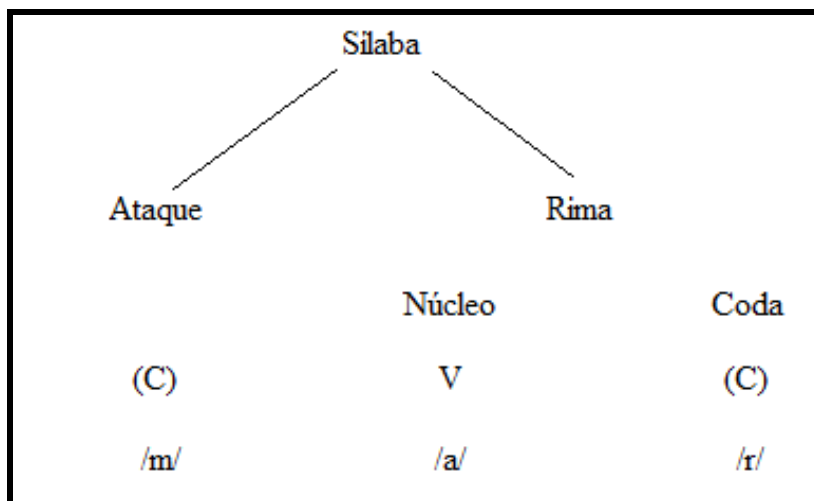 Sílaba
Ataque Rima
Núcleo Coda
(C) V (C)
/m/ /a/ /r/